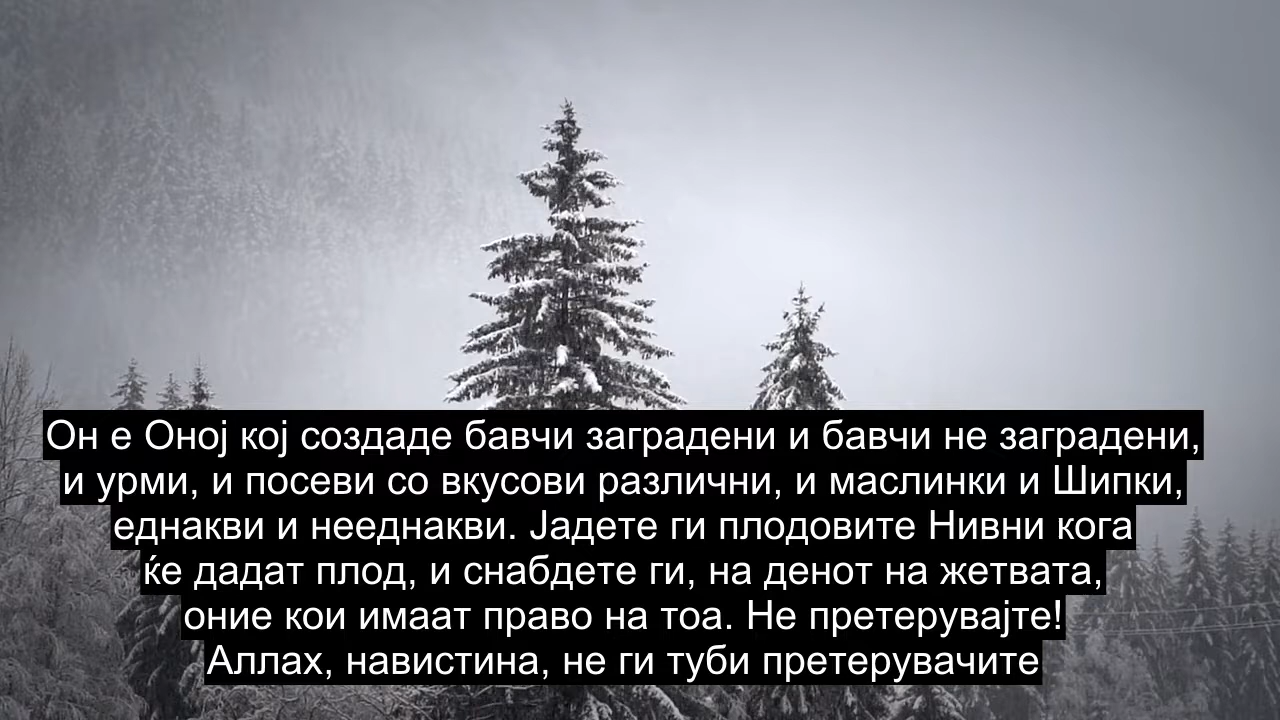 Он е Оној кој создаде бавчи заградени и бавчи не заградени,
и урми, и посеви со вкусови различни, и маслинки и Шипки,
еднакви и нееднакви. Јадете ги плодовите Нивни кога
ќе дадат плод, и снабдете ги, на денот на жетвата,
оние кои имаат право на тоа. Не претерувајте!
Аллах, навистина, не ги туби претерувачите